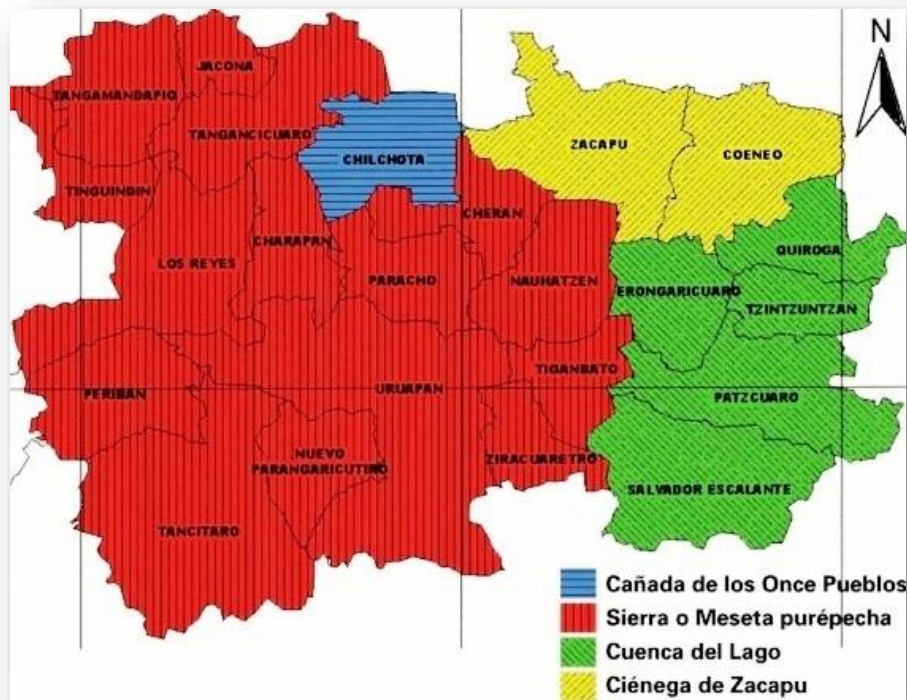 N
JACONA
TANGAMANDAPIO
TANGANCICUARO
ZACAPU
COENEO
CHILCHOTA
TINGUINDIN
CHERAN
CHARAPAN
QUIROGA
LOS REYES
PARACHO
NAUHATZEN
ERONGARICUARO
TZINTZUNTZAN
TIGANBATO
PERIBAN
URUAPAN
PATZCUARO
NUEVO
PARANGARICUTIRO
ZIRACUARETRO
SALVADOR ESCALANTE
TANCITARO
Cañada de los Once Pueblos
Sierra o Meseta purépecha
Cuenca del Lago
Ciénega de Zacapu